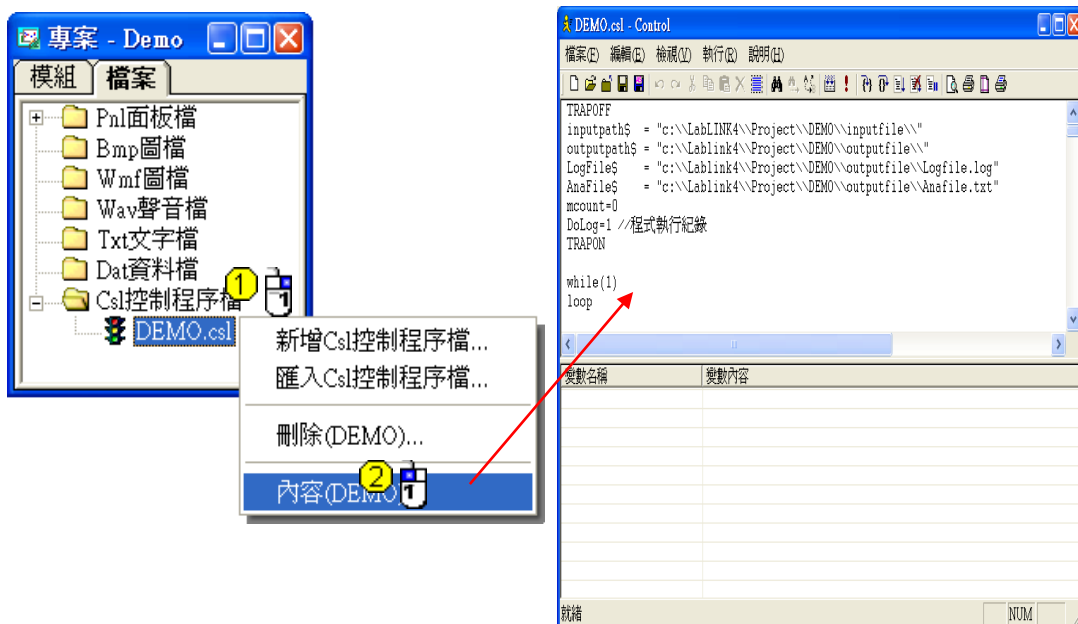 專案 - Demo
模組 檔案
Pnl面板檔
Bmp圖檔
Wmf圖檔
Wav聲音檔
Txt文字檔
Dat資料檔
Csl控制程序檔
DEMO.csl
1
1
新增Csl控制程序檔...
匯入Csl控制程序檔...
刪除(DEMO)...
內容(DEMO)
2
1
DEMO.csl - Control
檔案(F) 編輯(E) 檢視(V) 執行(R) 說明(H)
TRAPOFF
inputpath$ = "c:\\LabLINK4\\Project\\DEMO\\inputfile\\"
outputpath$ = "c:\\Lablink4\\Project\\DEMO\\outputfile\\"
LogFile$ = "c:\\Lablink4\\Project\\DEMO\\outputfile\\Logfile.log"
AnaFile$ = "c:\\Lablink4\\Project\\DEMO\\outputfile\\Anafile.txt"
mcount=0
DoLog=1 //程式執行紀錄
TRAPON
while(1)
loop
變數名稱 變數內容
就緒 NUM